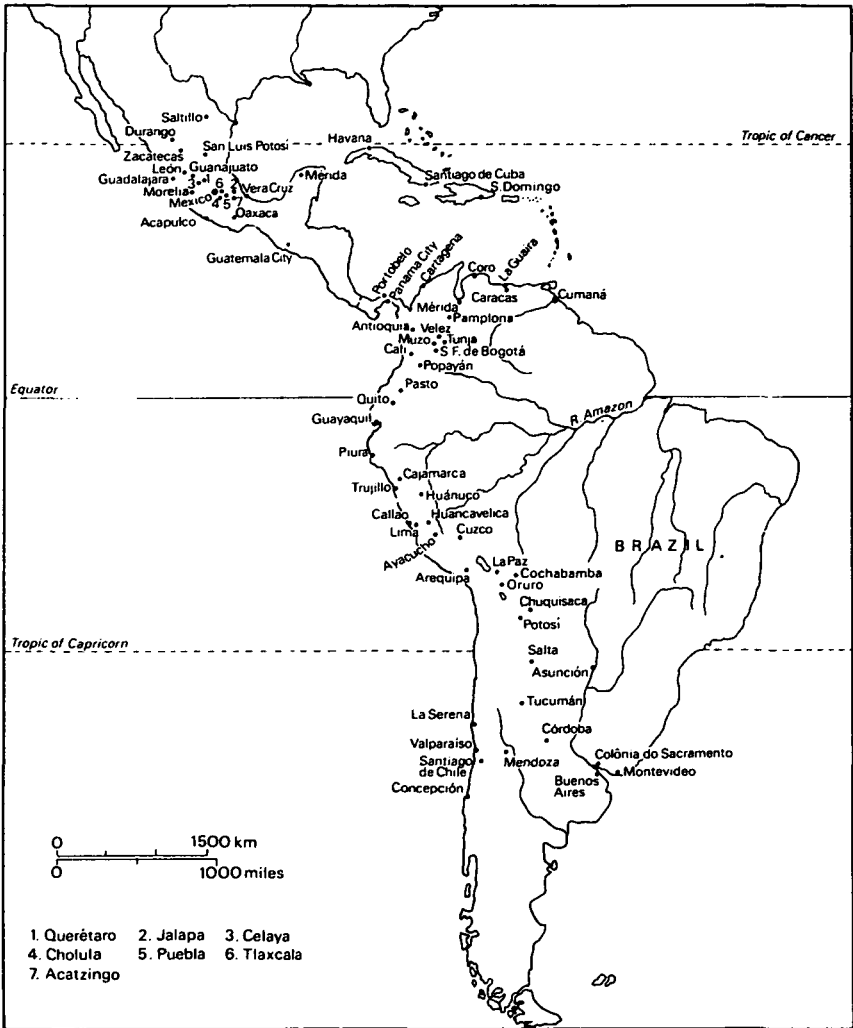 Saltillo
Durango
Tropic of Cancer
Havana
San Luis Potosí
Zacatecas
León
Guanajuato
Guadalajara
Mérida
Santiago de Cuba
S. Domingo
3
1
6
2
Morelia
Vera Cruz
Mexico
4
5
7
Acapulco
Oaxaca
Guatemala City
Portobelo
Panama City
Cartagena
Coro
La Guaira
Mérida
Caracas
Cumaná
Pamplona
Antioquia
Velez
Muzo
Tunja
Cali
S.F. de Bogotá
Popayán
Equator
Pasto
Quito
R. Amazon
Guayaquil
Piura
Cajamarca
Trujillo
Huánuco
Callao
Huancavelica
Lima
Cuzco
Ayacucho
BRAZIL
La Paz
Arequipa
Cochabamba
Oruro
Chuquisaca
Potosí
Tropic of Capricorn
Salta
Asunción
Tucumán
La Serena
Córdoba
Valparaíso
Colônia do Sacramento
Santiago
de Chile
Mendoza
Montevideo
Buenos
Aires
Concepción
0 1500 km
0 1000 miles
1. Querétaro 2. Jalapa 3. Celaya
4. Cholula 5. Puebla 6. Tlaxcala
7. Acatzingo